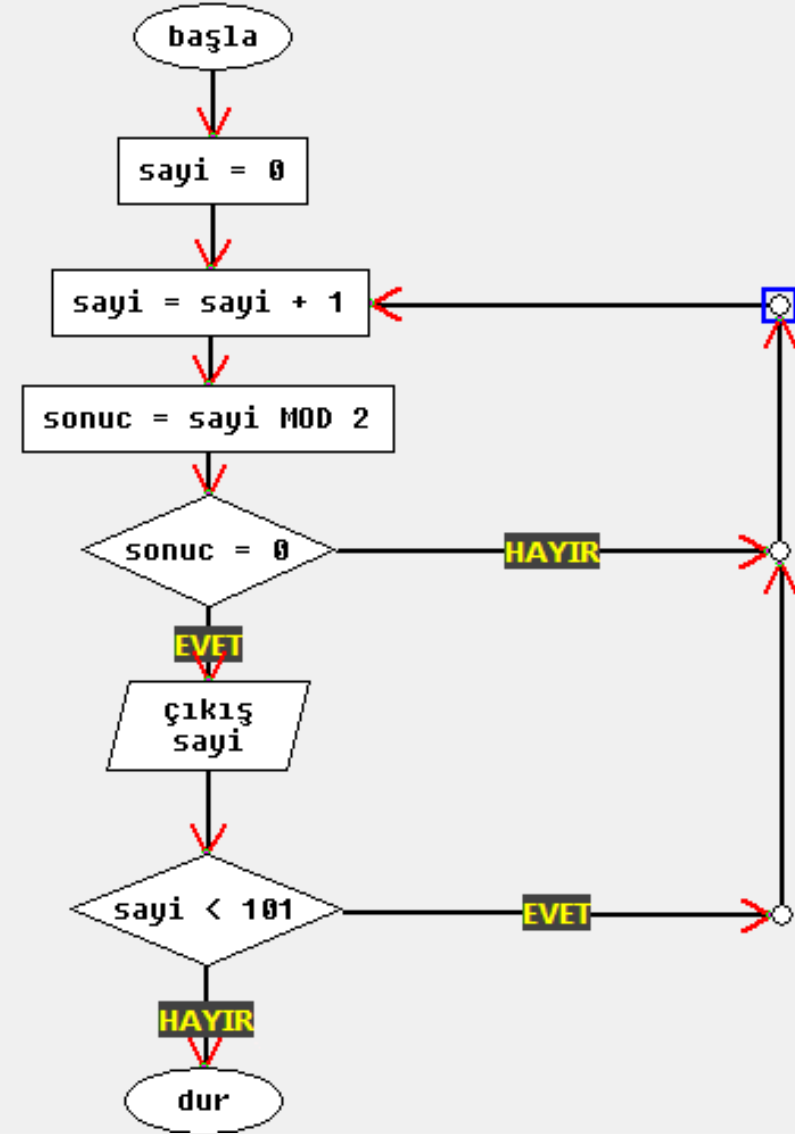 başla
sayi = 0
sayi = sayi + 1
sonuc = sayi MOD 2
sonuc = 0
HAYIR
EVET
çıkış
sayi
sayi < 101
EVET
HAYIR
dur